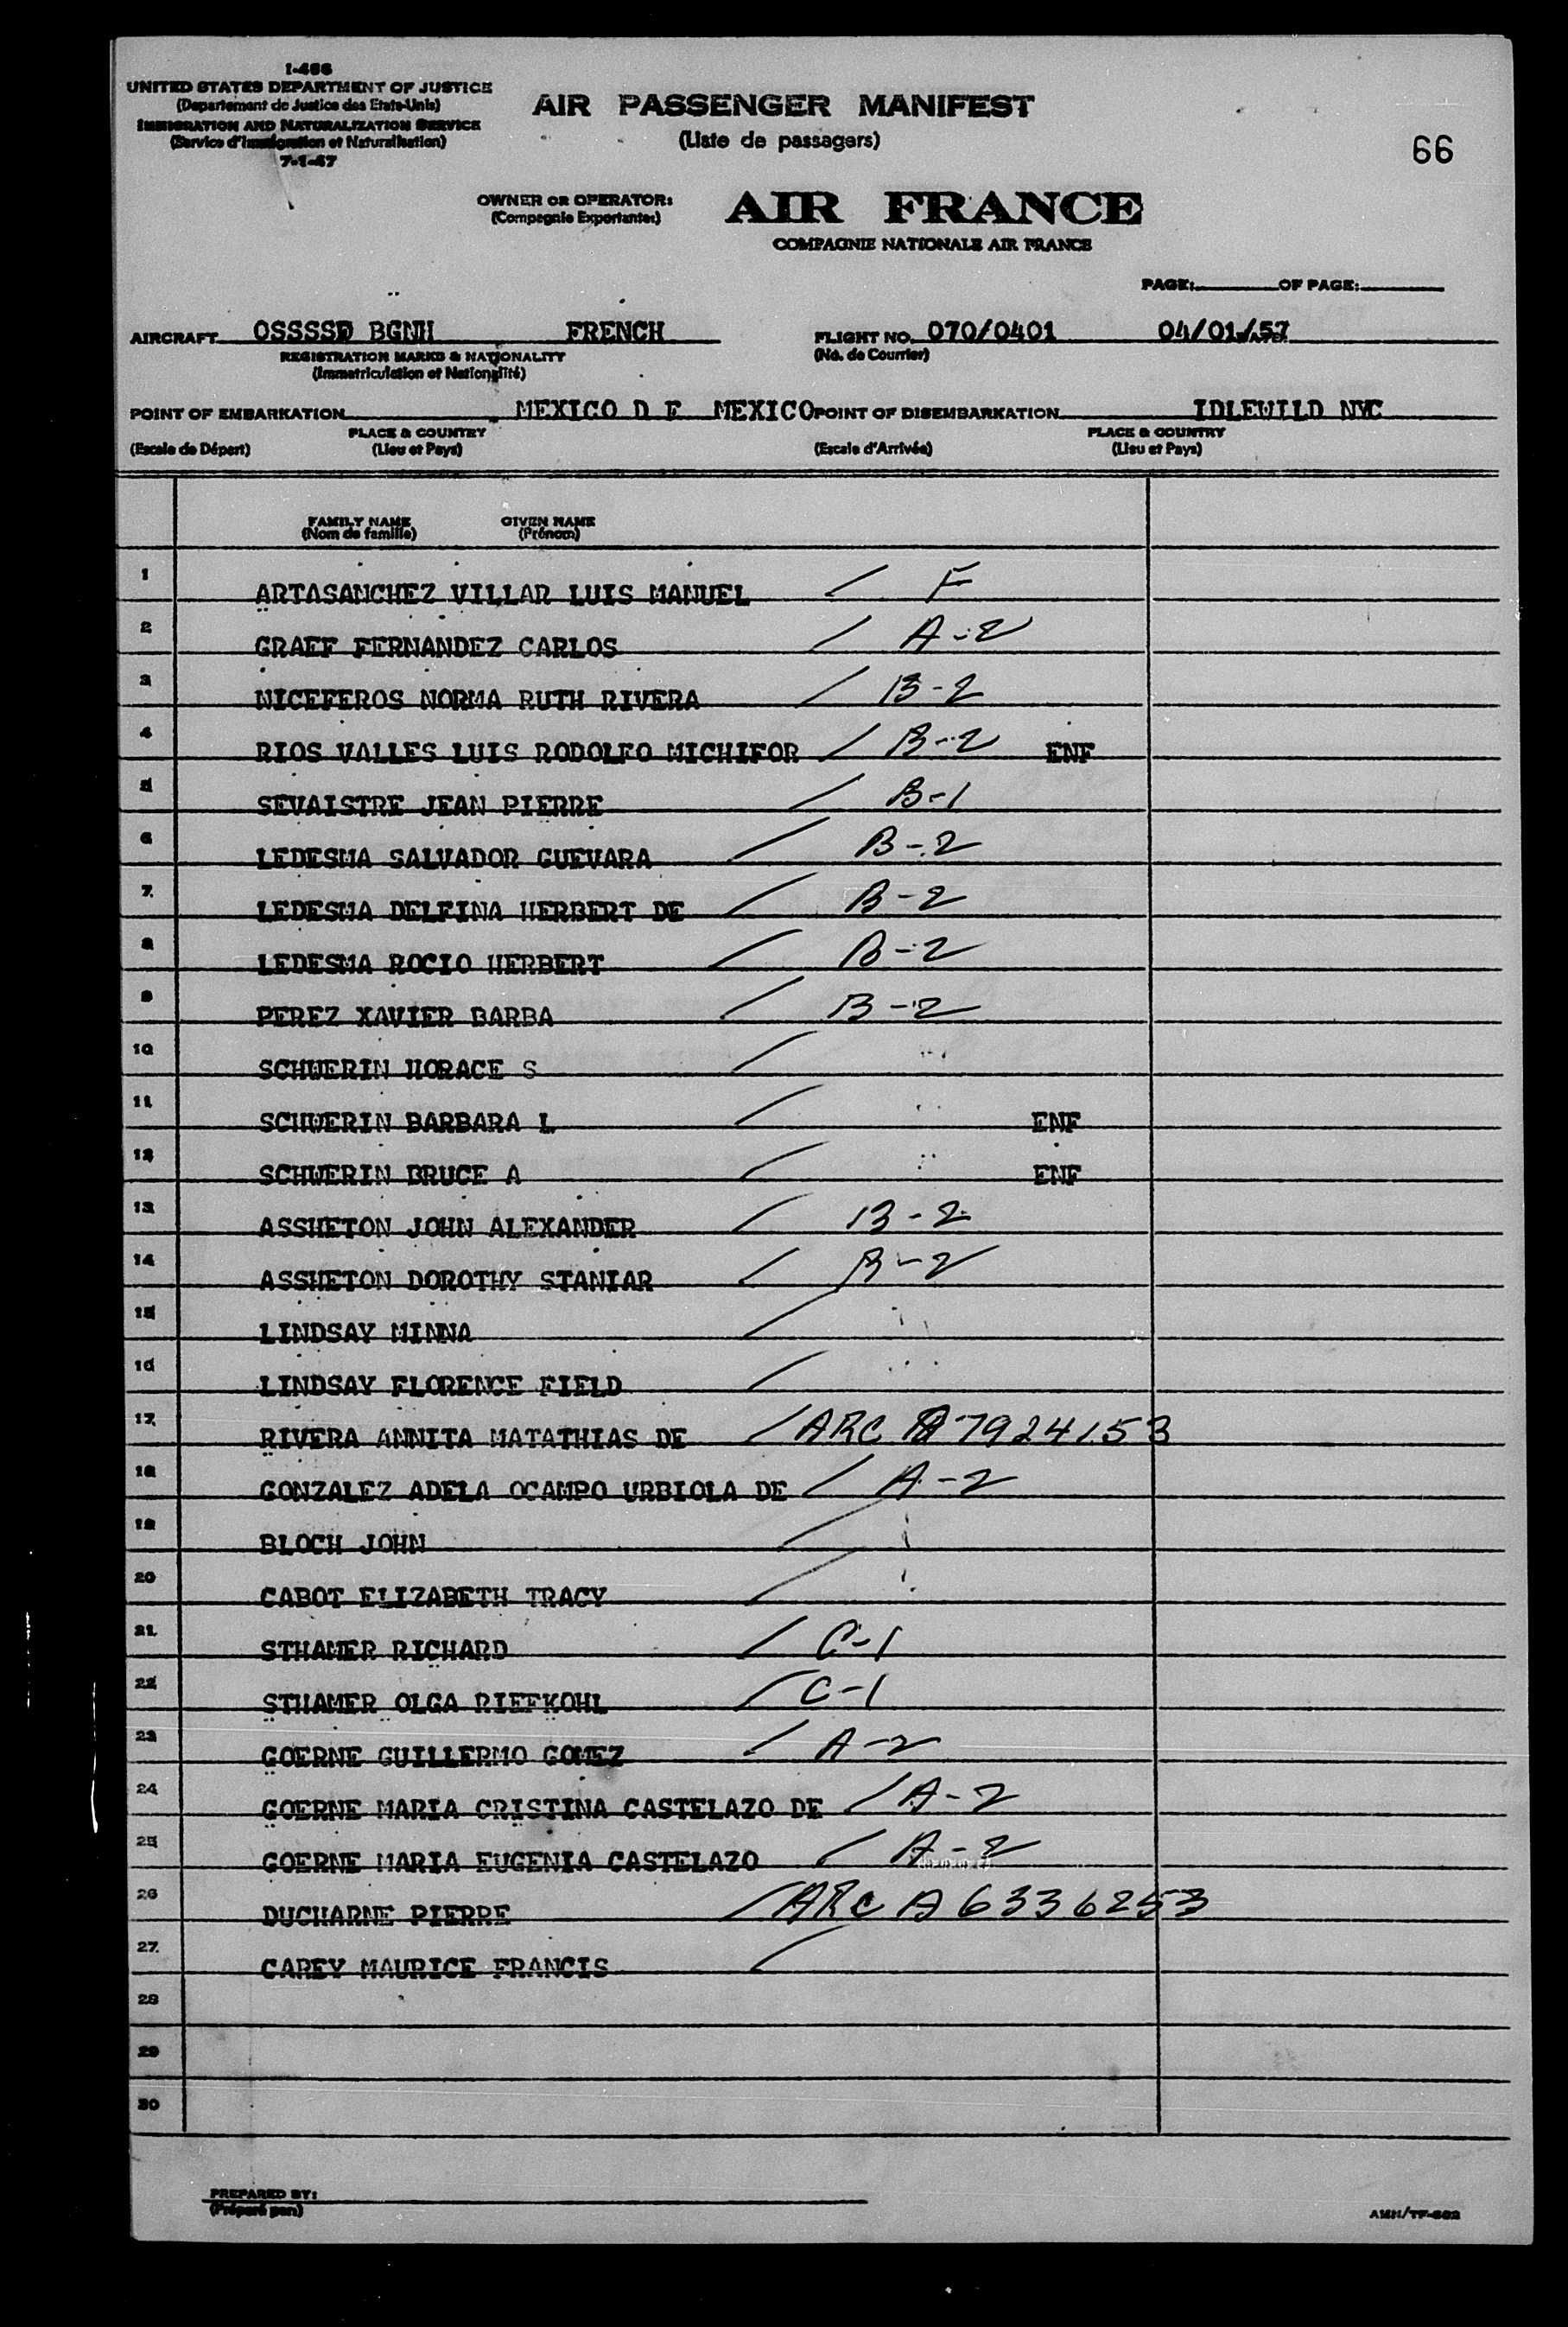 I-466
UNITED STATES DEPARTMENT OF JUSTICE
(Departement de Justice des Etats-Unis)
IMMIGRATION AND NATURALIZATION SERVICE
(Service d'Immigration et Naturalisation)
7-1-47
AIR PASSENGER MANIFEST
(Liste de passagers)
66
OWNER OR OPERATOR:
(Compagnie Exportante:)
AIR FRANCE
COMPAGNIE NATIONALE AIR FRANCE
PAGE: OF PAGE:
AIRCRAFT OSSSSD BGNH FRENCH FLIGHT NO. 070/0401 04/01/57
REGISTRATION MARKS & NATIONALITY (No. de Courrier)
(Immatriculation et Nationalité)
POINT OF EMBARKATION MEXICO D F MEXICO POINT OF DISEMBARKATION IDLEWILD NYC
PLACE & COUNTRY PLACE & COUNTRY
(Escale de Départ) (Lieu et Pays) (Escale d'Arrivée) (Lieu et Pays)
FAMILY NAME GIVEN NAME
(Nom de famille) (Prénom)
1 ARTASANCHEZ VILLAR LUIS MANUEL / F
2 GRAEF FERNANDEZ CARLOS / A-2
3 NICEFEROS NORMA RUTH RIVERA / B-2
4 RIOS VALLES LUIS RODOLFO MICHIFOR / B-2 ENF
5 SEVAISTRE JEAN PIERRE / B-1
6 LEDESMA SALVADOR GUEVARA / B-2
7 LEDESMA DELFINA HERBERT DE / B-2
8 LEDESMA ROCIO HERBERT / B-2
9 PEREZ XAVIER BARBA / B-2
10 SCHWERIN HORACE S /
11 SCHWERIN BARBARA L / ENF
12 SCHWERIN BRUCE A / ENF
13 ASSHETON JOHN ALEXANDER / B-2
14 ASSHETON DOROTHY STANIAR / B-2
15 LINDSAY MINNA /
16 LINDSAY FLORENCE FIELD /
17 RIVERA ANNITA MATATHIAS DE / ARC A7924153
18 GONZALEZ ADELA OCAMPO URBIOLA DE / A-2
19 BLOCH JOHN /
20 CABOT ELIZABETH TRACY /
21 STHAMER RICHARD / C-1
22 STHAMER OLGA RIEFKOHL / C-1
23 GOERNE GUILLERMO GOMEZ / A-2
24 GOERNE MARIA CRISTINA CASTELAZO DE / A-2
25 GOERNE MARIA EUGENIA CASTELAZO / A-2
26 DUCHARNE PIERRE / ARC A6336253
27 CAREY MAURICE FRANCIS /
28
29
30
PREPARED BY:
(Préparé par)